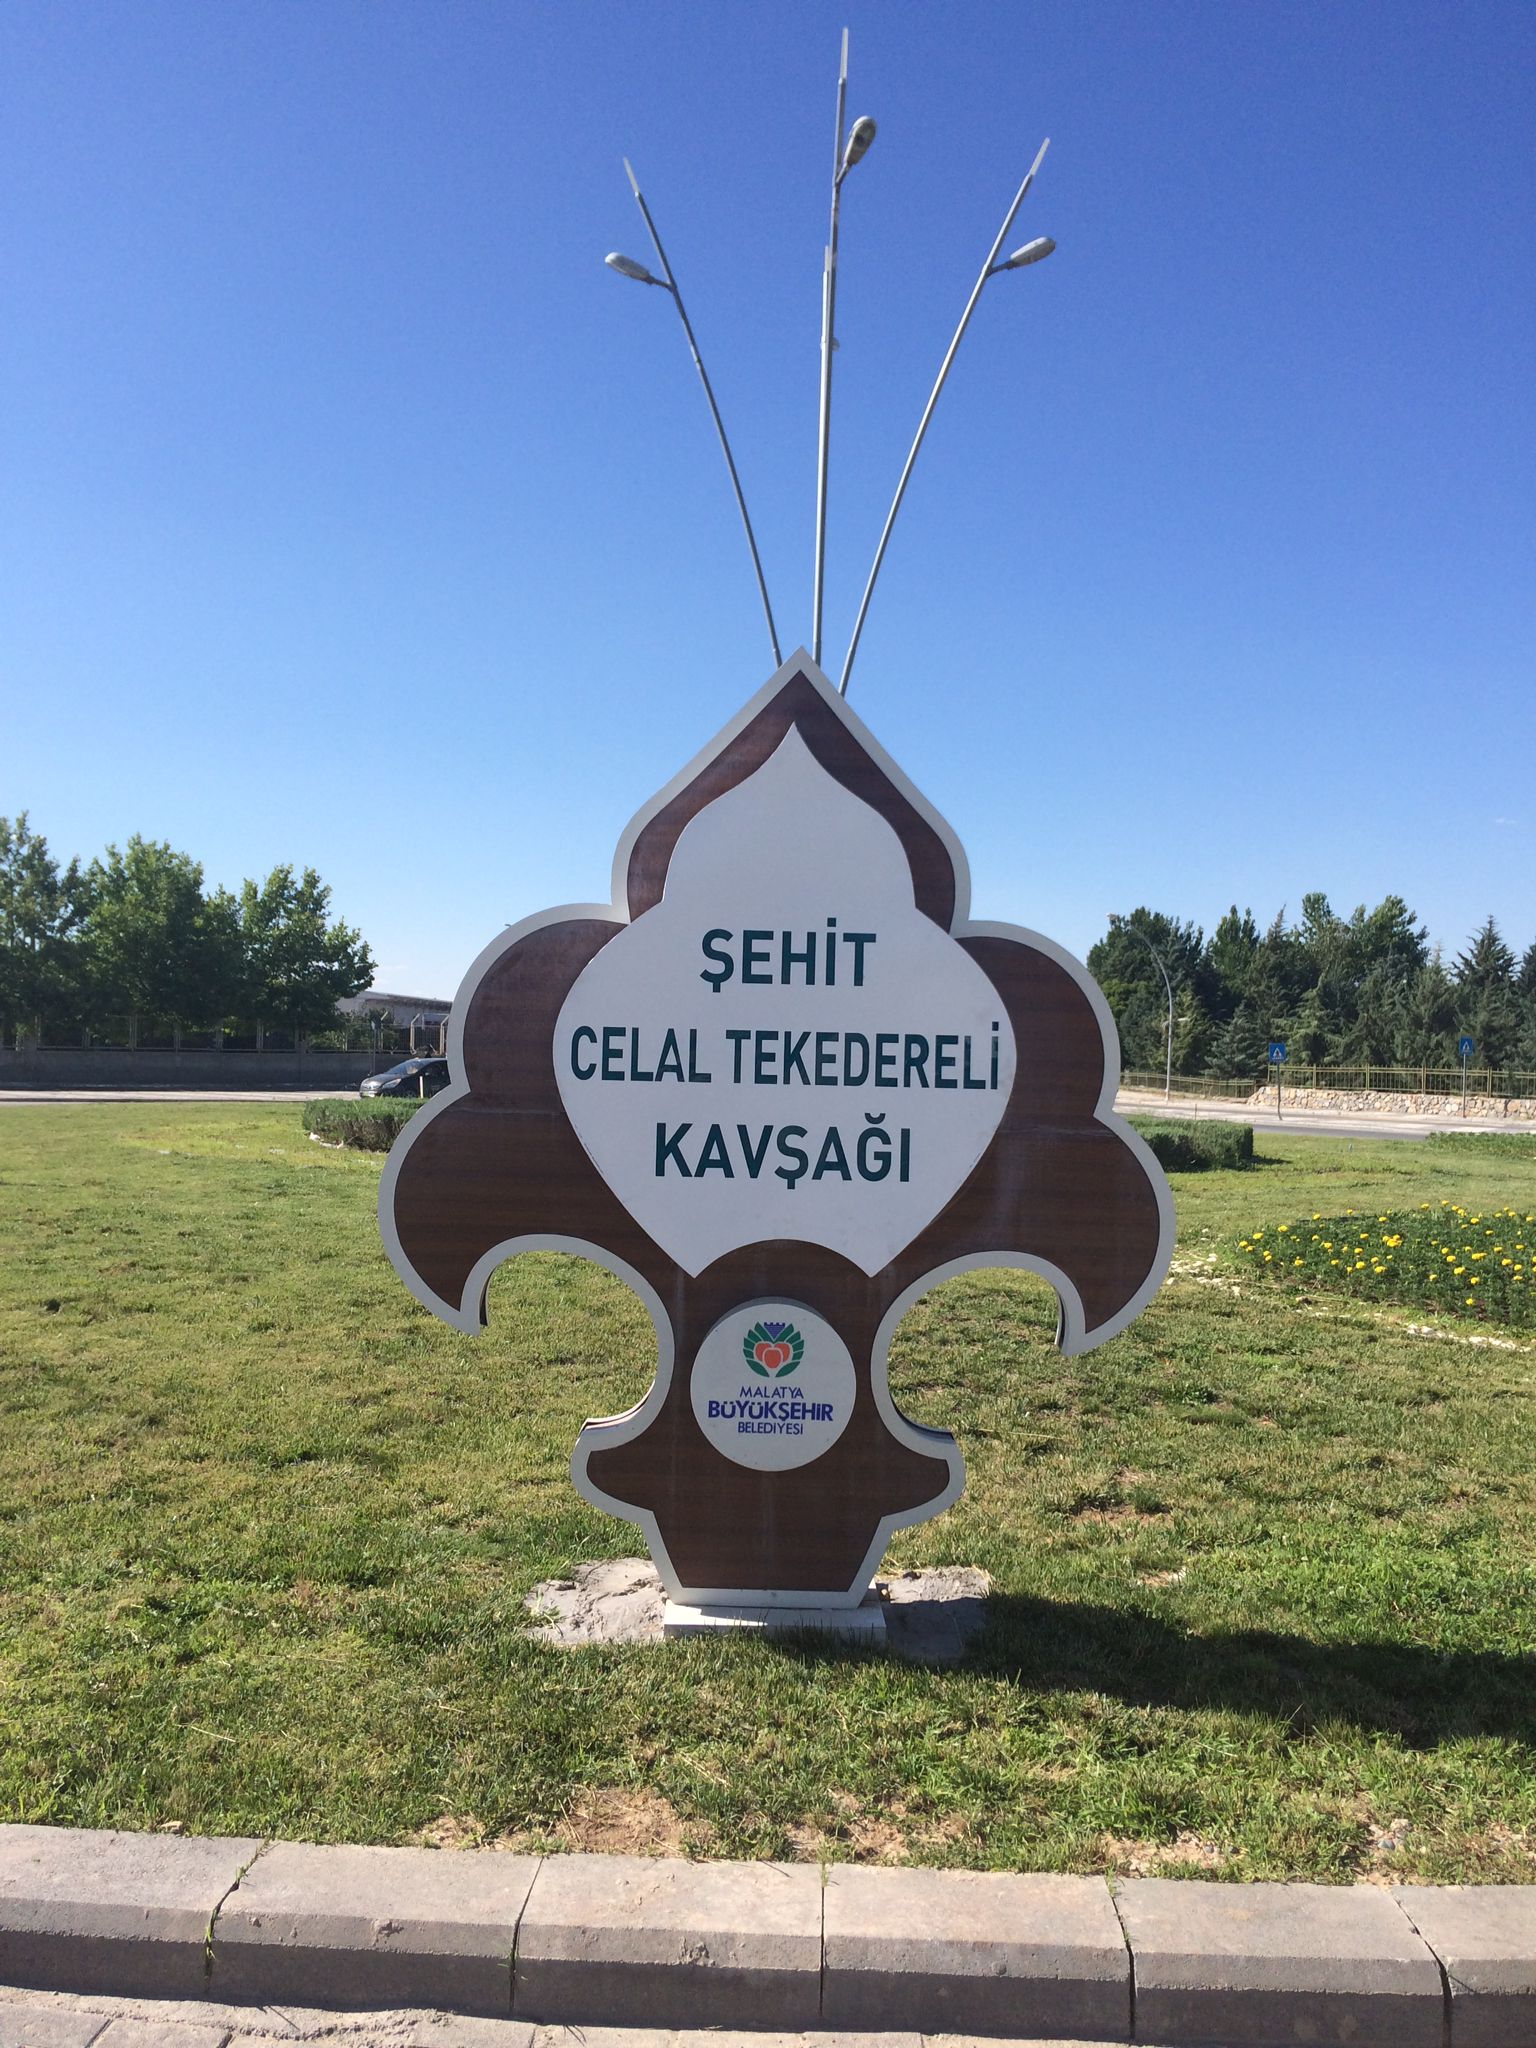 ŞEHİT
CELAL TEKEDERELİ
KAVŞAĞI
MALATYA
BÜYÜKŞEHİR
BELEDİYESİ